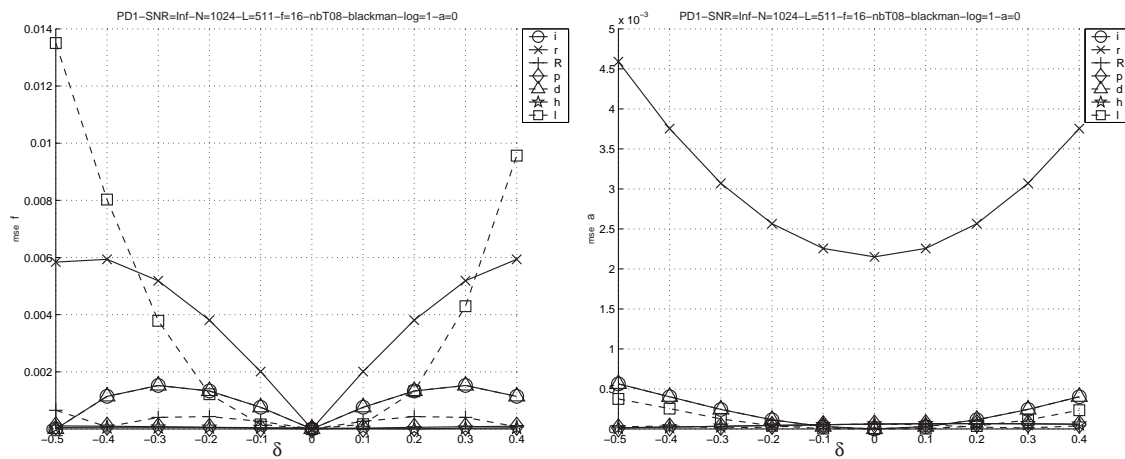 PD1-SNR=Inf-N=1024-L=511-f=16-nbT08-blackman-log=1-a=0
0.014
0.012
0.01
0.008
0.006
0.004
0.002
0
mse f
-0.5 -0.4 -0.3 -0.2 -0.1 0 0.1 0.2 0.3 0.4
δ
i
r
R
p
d
h
l
PD1-SNR=Inf-N=1024-L=511-f=16-nbT08-blackman-log=1-a=0
x 10⁻³
5
4.5
4
3.5
3
2.5
2
1.5
1
0.5
0
mse a
-0.5 -0.4 -0.3 -0.2 -0.1 0 0.1 0.2 0.3 0.4
δ
i
r
R
p
d
h
l